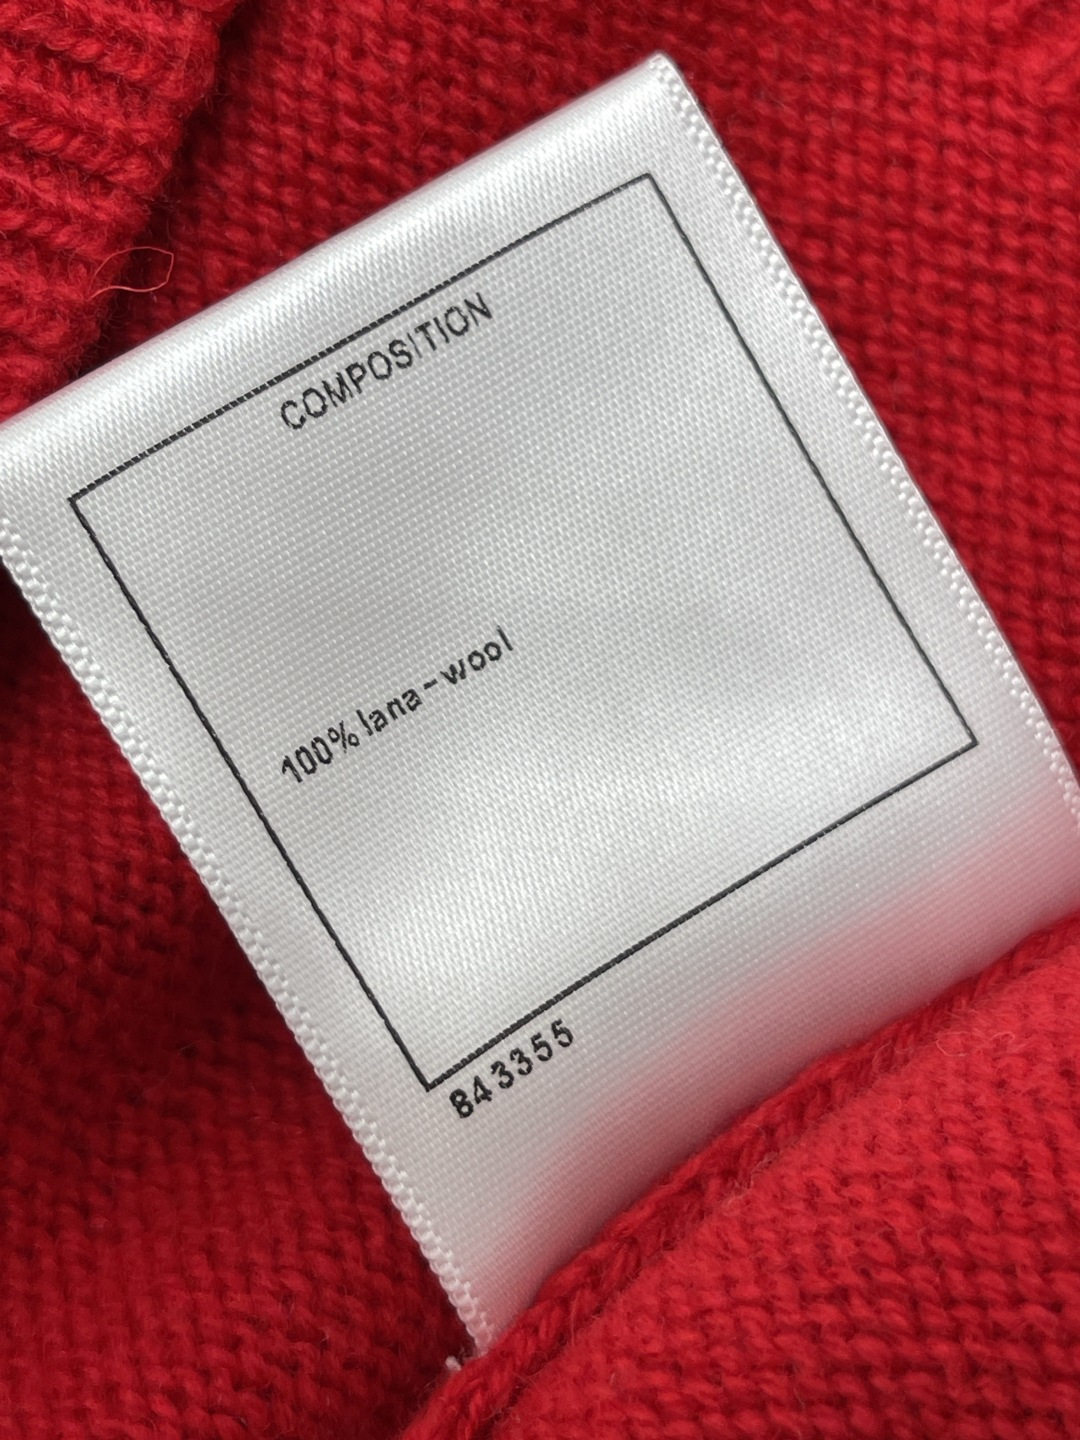 COMPOSITION
100% lana-wool
843355